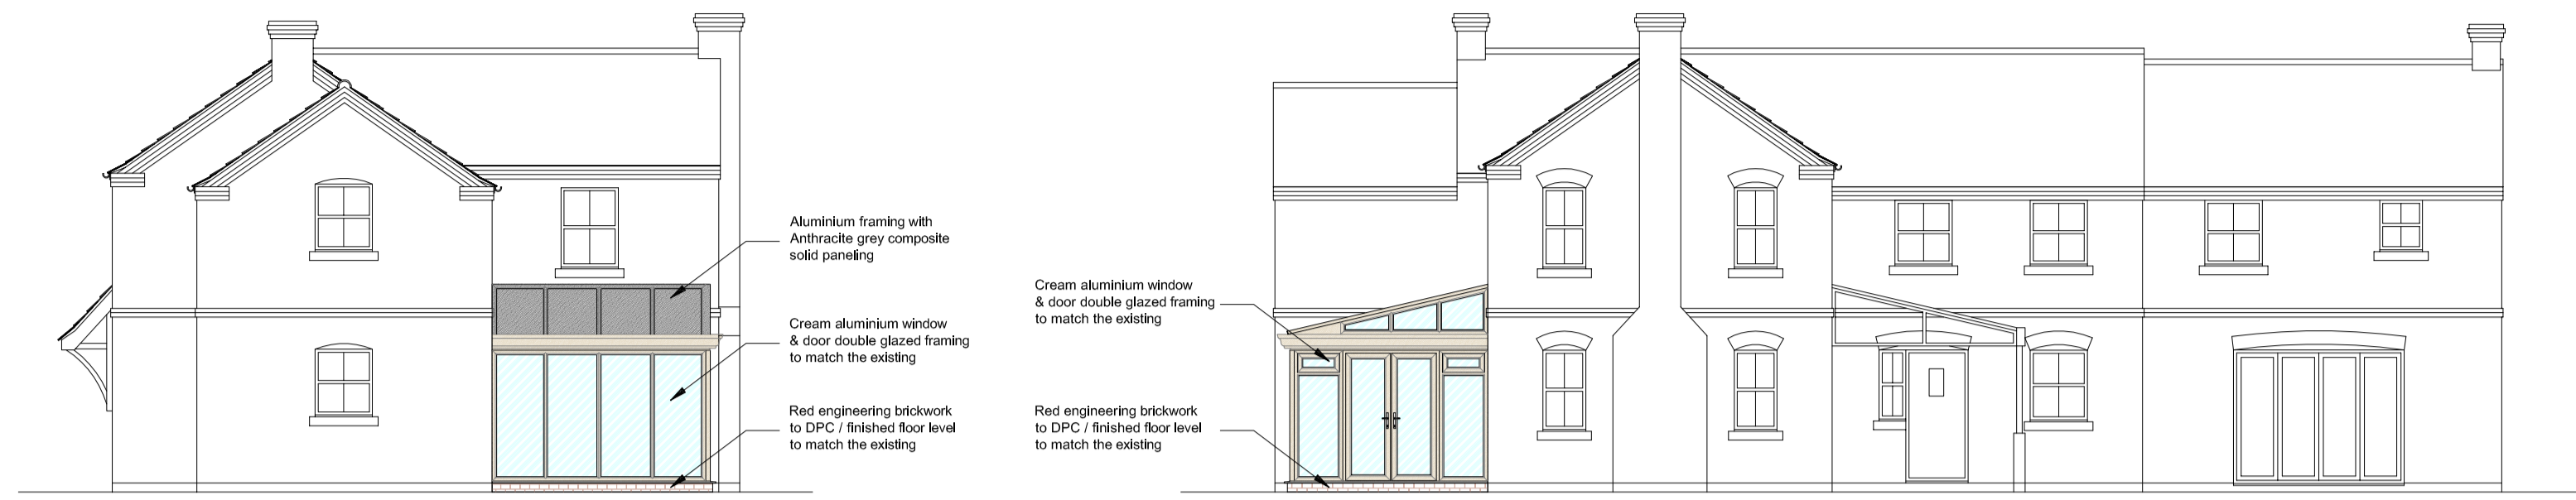 Aluminium framing with
Anthracite grey composite
solid paneling
Cream aluminium window
& door double glazed framing
to match the existing
Red engineering brickwork
to DPC / finished floor level
to match the existing
Cream aluminium window
& door double glazed framing
to match the existing
Red engineering brickwork
to DPC / finished floor level
to match the existing